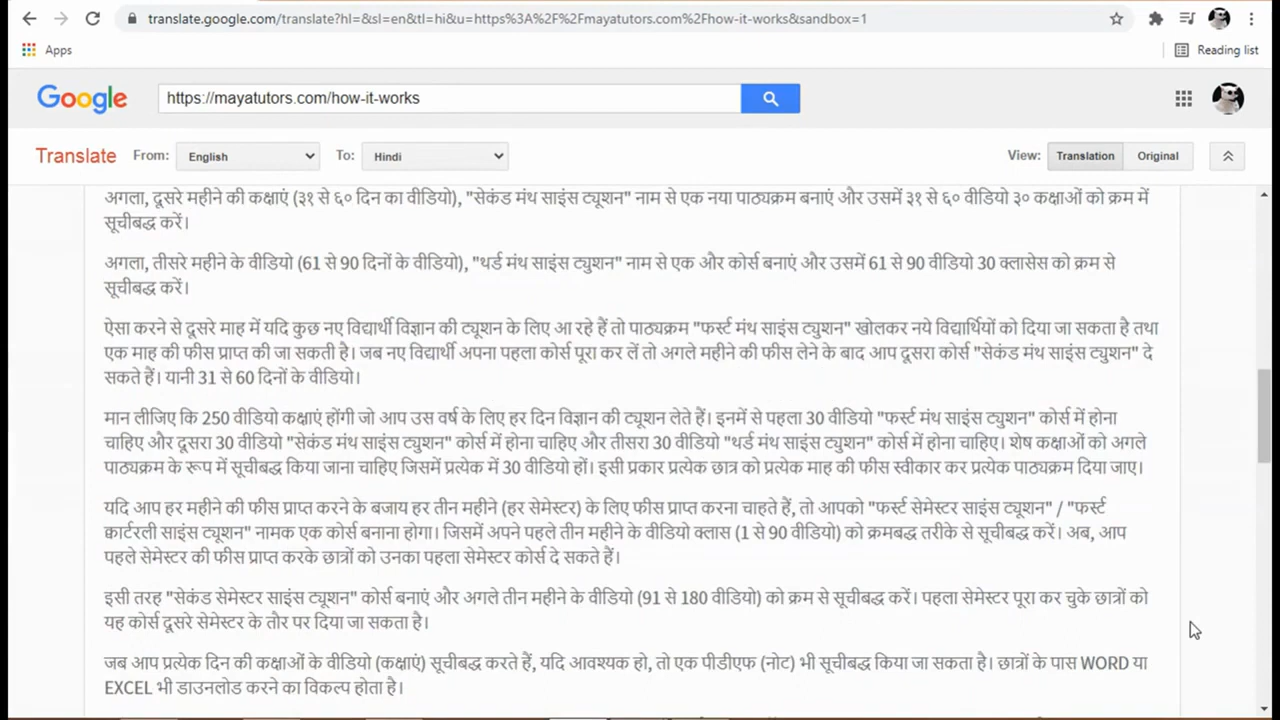 translate.google.com/translate?hl=&sl=en&tl=hi&u=https%3A%2F%2Fmayatutors.com%2Fhow-it-works&sandbox=1
Apps
Reading list
Google
https://mayatutors.com/how-it-works
Translate
From:
English
To:
Hindi
View:
Translation
Original
अगला, दूसरे महीने की कक्षाएं (३१ से ६० दिन का वीडियो), "सेकंड मंथ साइंस ट्यूशन" नाम से एक नया पाठ्यक्रम बनाएं और उसमें ३१ से ६० वीडियो ३० कक्षाओं को क्रम में
सूचीबद्ध करें।
अगला, तीसरे महीने के वीडियो (61 से 90 दिनों के वीडियो), "थर्ड मंथ साइंस ट्युशन" नाम से एक और कोर्स बनाएं और उसमें 61 से 90 वीडियो 30 क्लासेस को क्रम से
सूचीबद्ध करें।
ऐसा करने से दूसरे माह में यदि कुछ नए विद्यार्थी विज्ञान की ट्यूशन के लिए आ रहे हैं तो पाठ्यक्रम "फर्स्ट मंथ साइंस ट्युशन" खोलकर नये विद्यार्थियों को दिया जा सकता है तथा
एक माह की फीस प्राप्त की जा सकती है। जब नए विद्यार्थी अपना पहला कोर्स पूरा कर लें तो अगले महीने की फीस लेने के बाद आप दूसरा कोर्स "सेकंड मंथ साइंस ट्युशन" दे
सकते हैं। यानी 31 से 60 दिनों के वीडियो।
मान लीजिए कि 250 वीडियो कक्षाएं होंगी जो आप उस वर्ष के लिए हर दिन विज्ञान की ट्यूशन लेते हैं। इनमें से पहला 30 वीडियो "फर्स्ट मंथ साइंस ट्युशन" कोर्स में होना
चाहिए और दूसरा 30 वीडियो "सेकंड मंथ साइंस ट्युशन" कोर्स में होना चाहिए और तीसरा 30 वीडियो "थर्ड मंथ साइंस ट्युशन" कोर्स में होना चाहिए। शेष कक्षाओं को अगले
पाठ्यक्रम के रूप में सूचीबद्ध किया जाना चाहिए जिसमें प्रत्येक में 30 वीडियो हों। इसी प्रकार प्रत्येक छात्र को प्रत्येक माह की फीस स्वीकार कर प्रत्येक पाठ्यक्रम दिया जाए।
यदि आप हर महीने की फीस प्राप्त करने के बजाय हर तीन महीने (हर सेमेस्टर) के लिए फीस प्राप्त करना चाहते हैं, तो आपको "फर्स्ट सेमेस्टर साइंस ट्यूशन" / "फर्स्ट
क्वार्टरली साइंस ट्यूशन" नामक एक कोर्स बनाना होगा। जिसमें अपने पहले तीन महीने के वीडियो क्लास (1 से 90 वीडियो) को क्रमबद्ध तरीके से सूचीबद्ध करें। अब, आप
पहले सेमेस्टर की फीस प्राप्त करके छात्रों को उनका पहला सेमेस्टर कोर्स दे सकते हैं।
इसी तरह "सेकंड सेमेस्टर साइंस ट्यूशन" कोर्स बनाएं और अगले तीन महीने के वीडियो (91 से 180 वीडियो) को क्रम से सूचीबद्ध करें। पहला सेमेस्टर पूरा कर चुके छात्रों को
यह कोर्स दूसरे सेमेस्टर के तौर पर दिया जा सकता है।
जब आप प्रत्येक दिन की कक्षाओं के वीडियो (कक्षाएं) सूचीबद्ध करते हैं, यदि आवश्यक हो, तो एक पीडीएफ (नोट) भी सूचीबद्ध किया जा सकता है। छात्रों के पास WORD या
EXCEL भी डाउनलोड करने का विकल्प होता है।